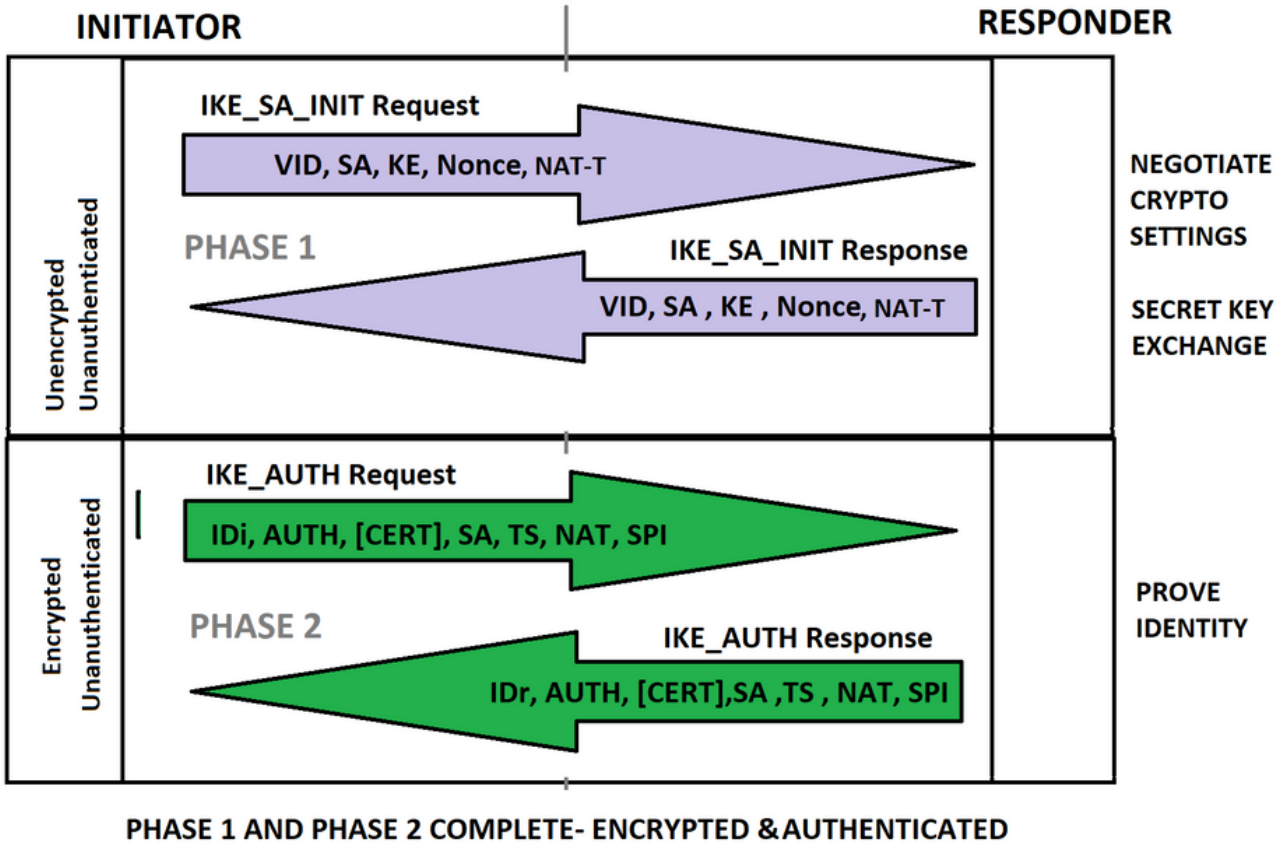 INITIATOR
RESPONDER
IKE_SA_INIT Request
VID, SA, KE, Nonce, NAT-T
PHASE 1
IKE_SA_INIT Response
VID, SA , KE , Nonce, NAT-T
Unencrypted
Unanuthenticated
NEGOTIATE
CRYPTO
SETTINGS
SECRET KEY
EXCHANGE
IKE_AUTH Request
IDi, AUTH, [CERT], SA, TS, NAT, SPI
PHASE 2
IKE_AUTH Response
IDr, AUTH, [CERT],SA ,TS , NAT, SPI
Encrypted
Unanuthenticated
PROVE
IDENTITY
PHASE 1 AND PHASE 2 COMPLETE- ENCRYPTED &AUTHENTICATED